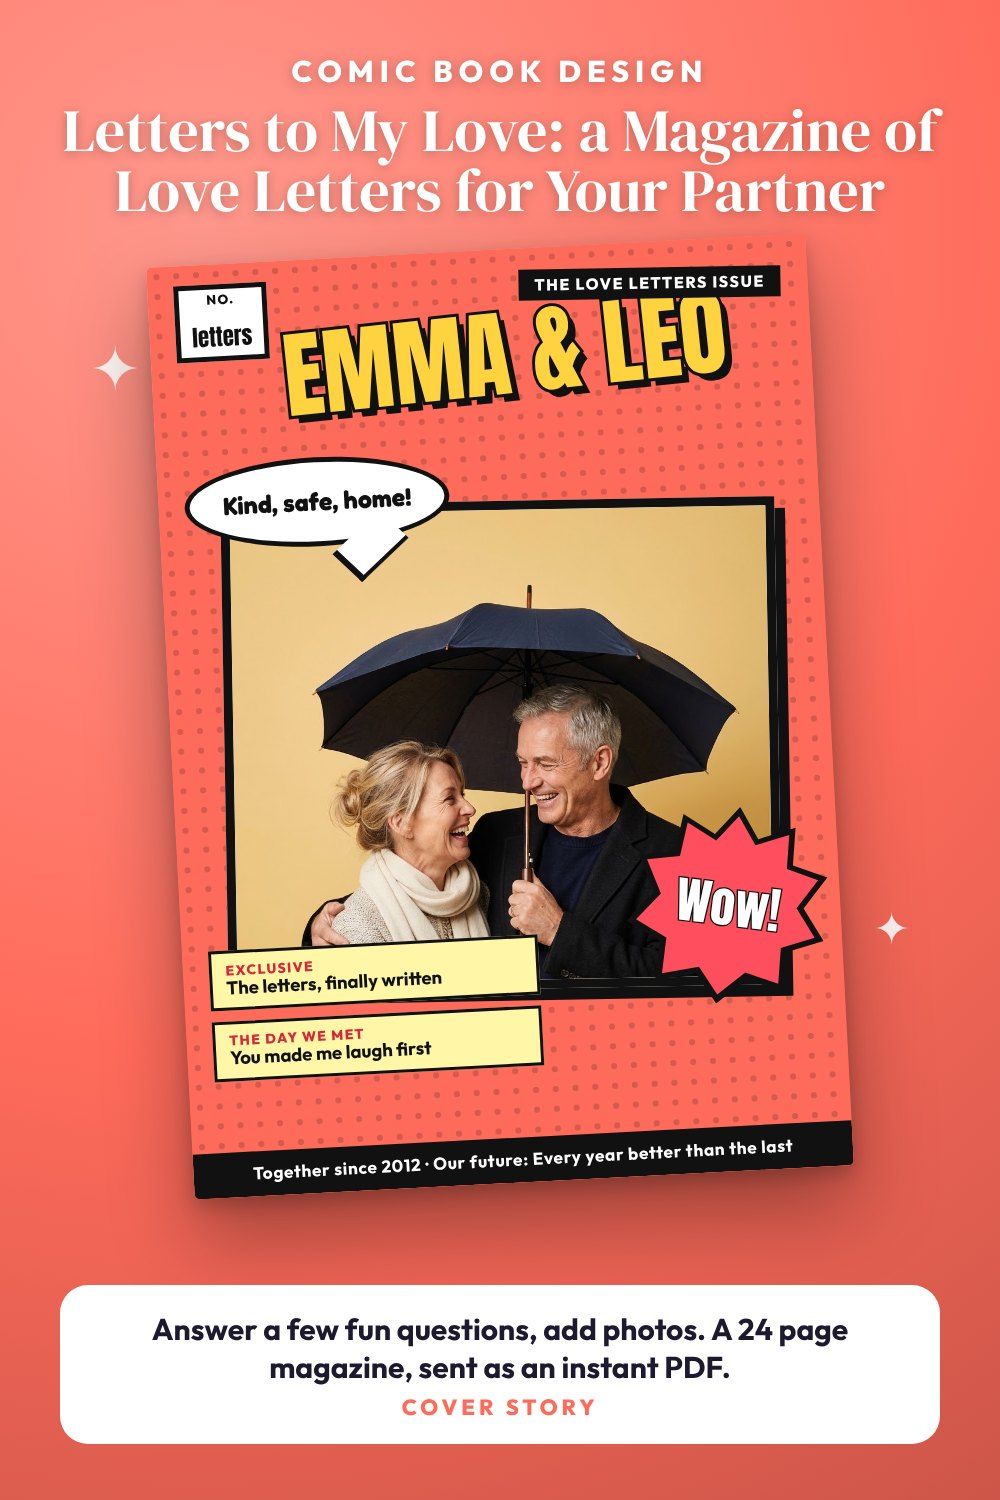 COMIC BOOK DESIGN
Letters to My Love: a Magazine of
Love Letters for Your Partner
THE LOVE LETTERS ISSUE
NO.
letters
EMMA & LEO
Kind, safe, home!
Wow!
EXCLUSIVE
The letters, finally written
THE DAY WE MET
You made me laugh first
Together since 2012 · Our future: Every year better than the last
Answer a few fun questions, add photos. A 24 page
magazine, sent as an instant PDF.
COVER STORY